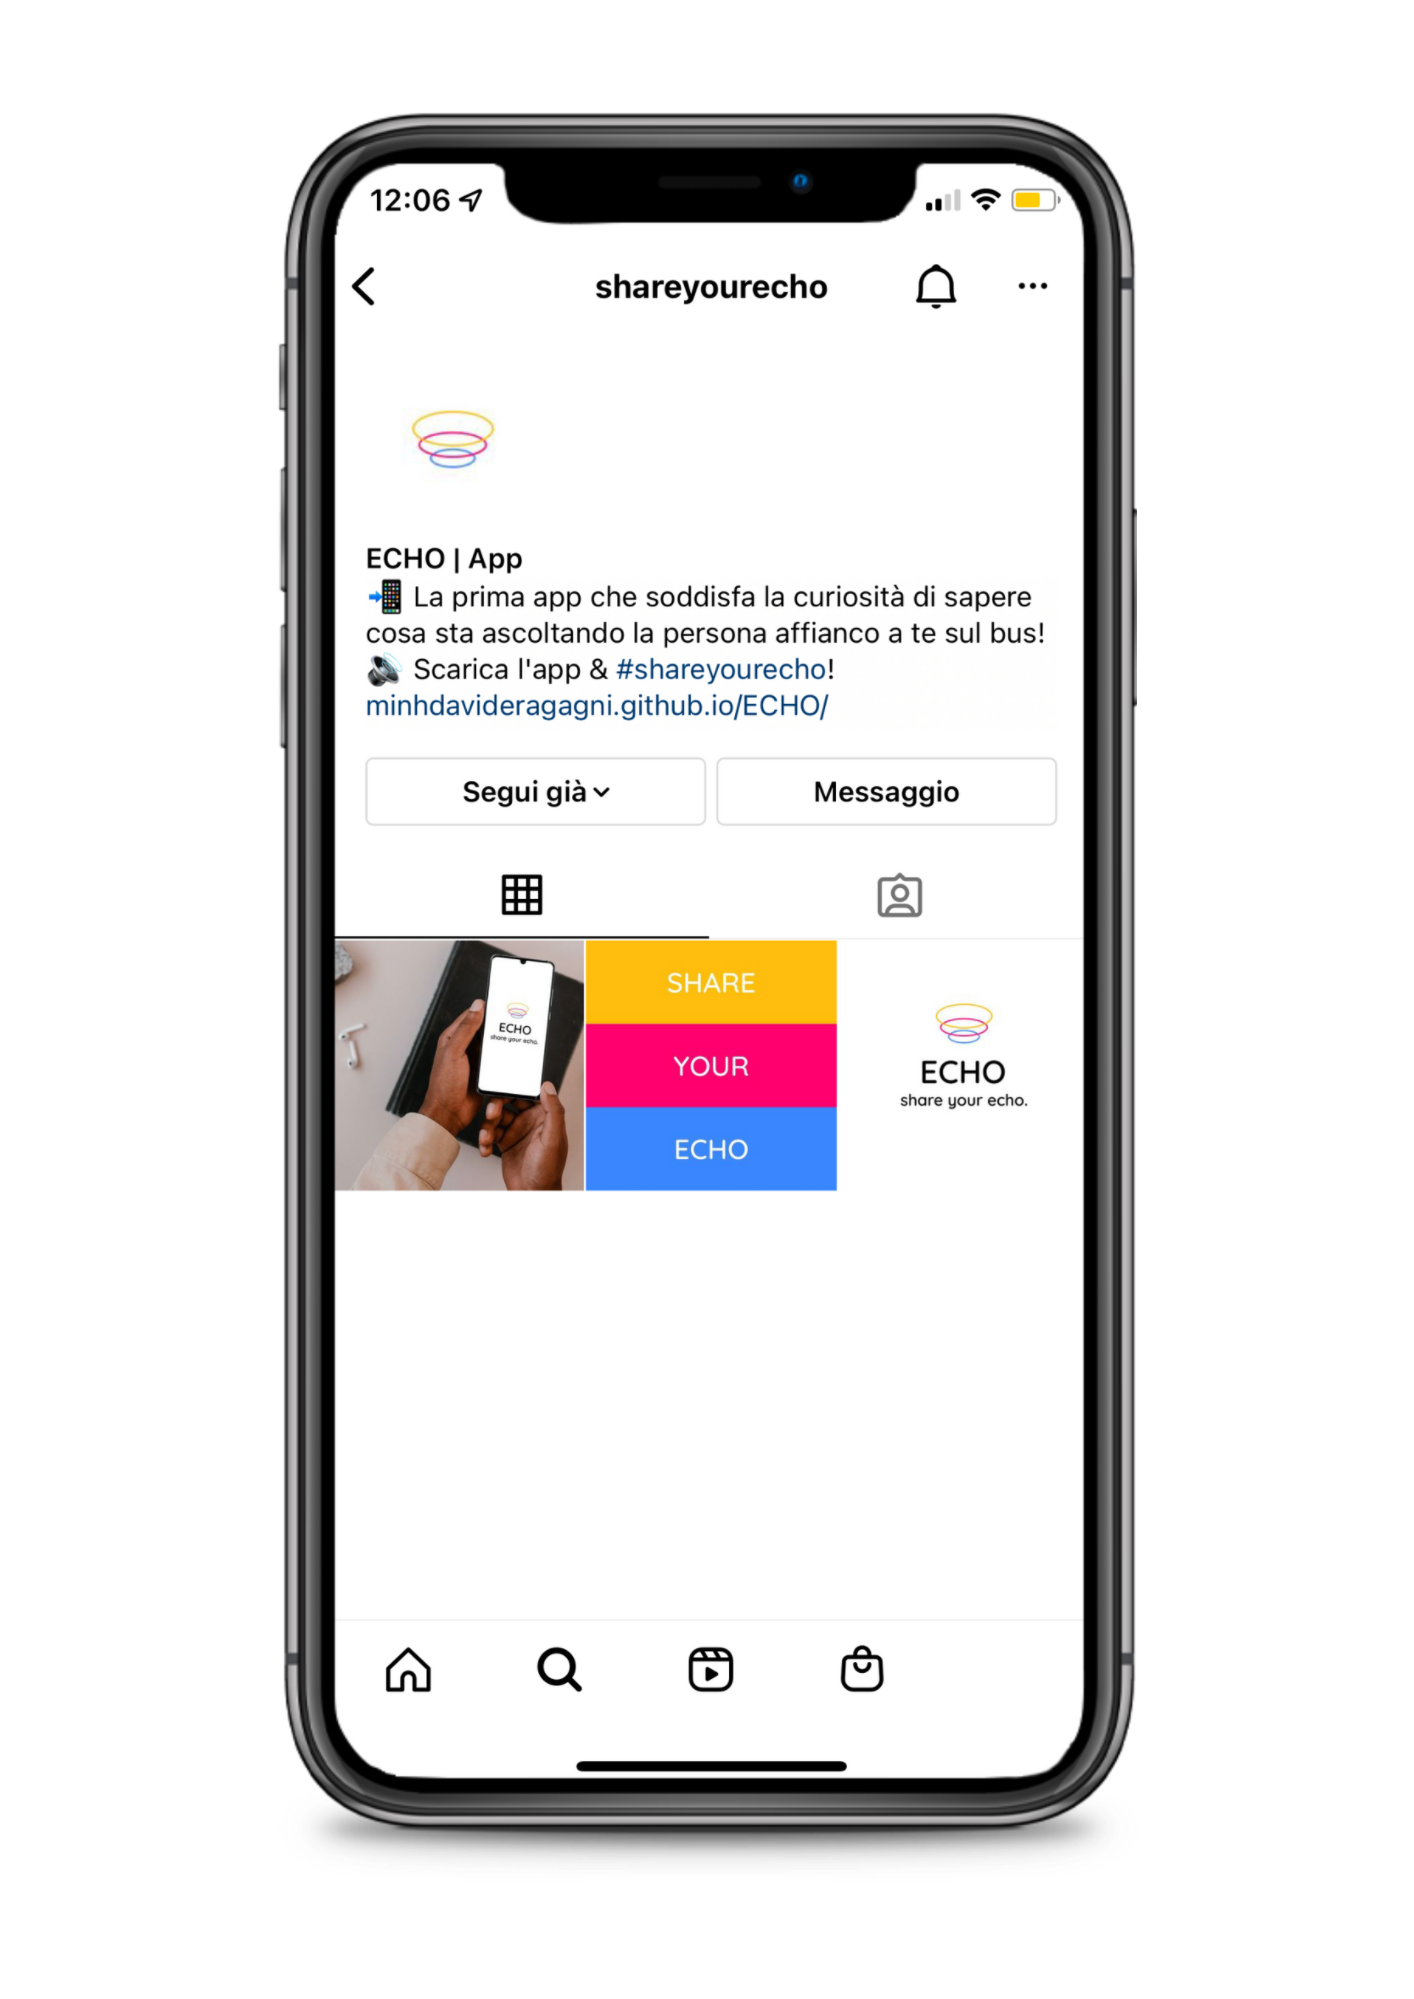 12:06
shareyourecho
ECHO | App
📲 La prima app che soddisfa la curiosità di sapere
cosa sta ascoltando la persona affianco a te sul bus!
🔊 Scarica l'app & #shareyourecho!
minhdavideragagni.github.io/ECHO/
Segui già
Messaggio
ECHO
share your echo.
SHARE
YOUR
ECHO
ECHO
share your echo.